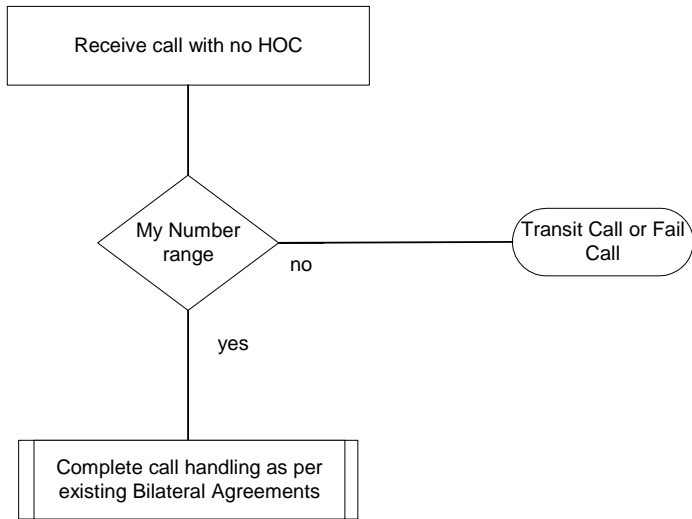 Receive call with no HOC
My Number
range
Transit Call or Fail
Call
no
yes
Complete call handling as per
existing Bilateral Agreements